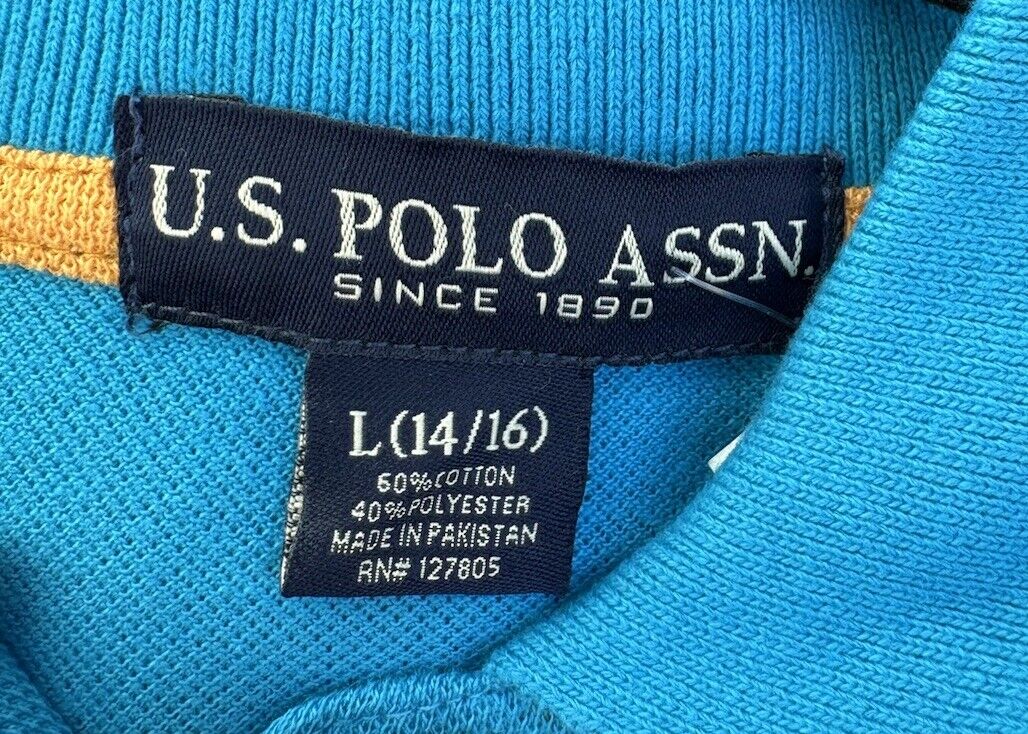 U.S. POLO ASSN.
SINCE 1890
L(14/16)
60% COTTON
40% POLYESTER
MADE IN PAKISTAN
RN# 127805